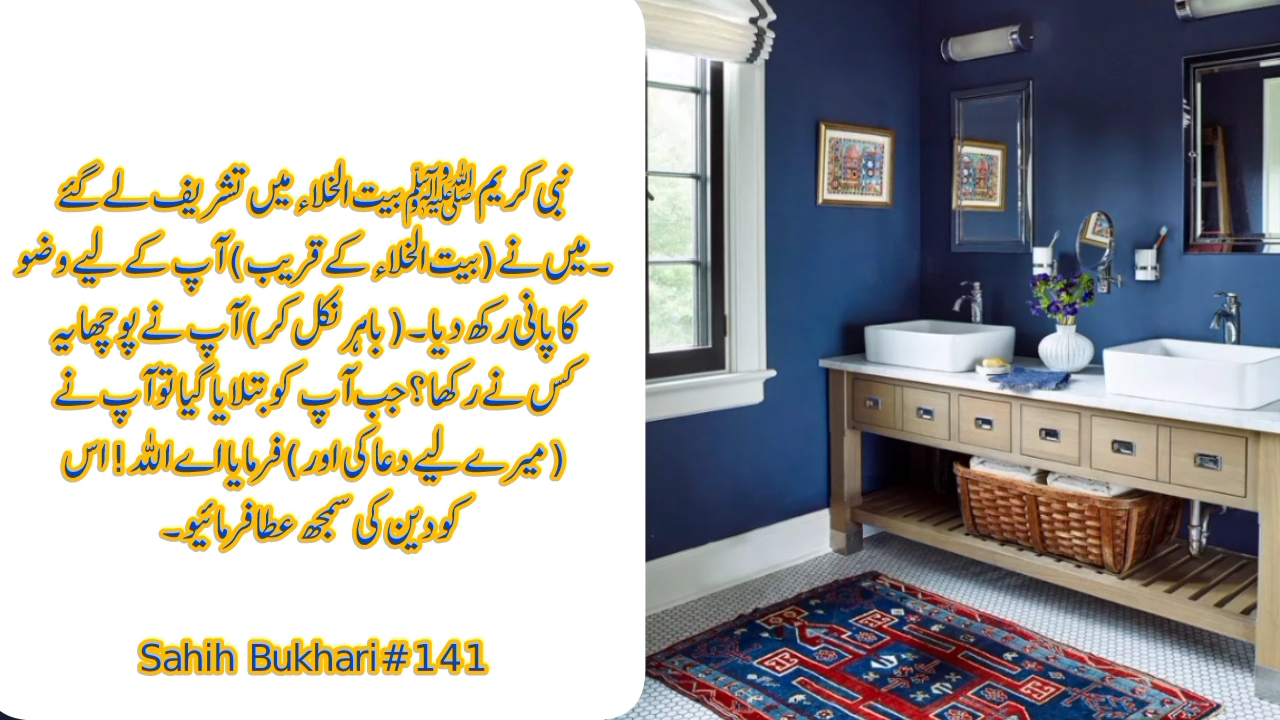 نبی کریم ﷺ بیت الخلاء میں تشریف لے گئے
۔ میں نے (بیت الخلاء کے قریب) آپ کے لیے وضو
کا پانی رکھ دیا۔ ( باہر نکل کر ) آپ نے پوچھا یہ
کس نے رکھا؟ جب آپ کو بتلایا گیا تو آپ نے
( میرے لیے دعا کی اور ) فرمایا اے اللہ ! اس
کو دین کی سمجھ عطا فرمائیو۔
Sahih Bukhari#141